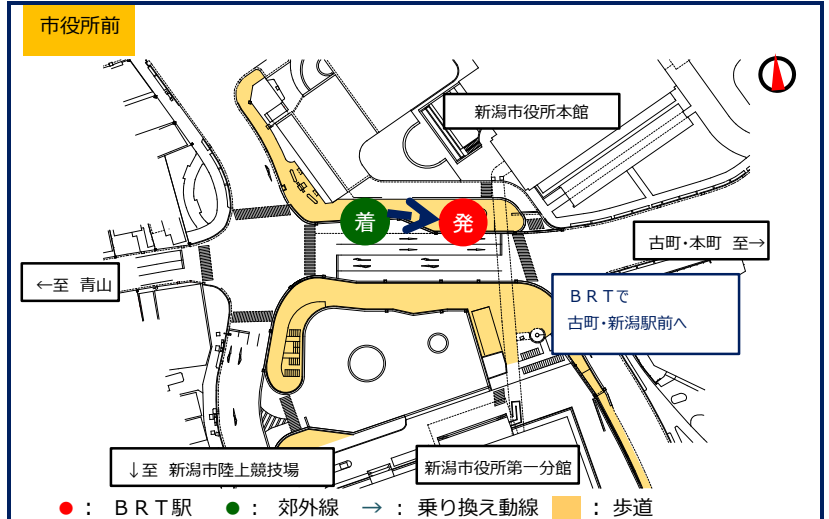 市役所前
新潟市役所本館
着
発
古町・本町 至→
←至 青山
BRTで
古町・新潟駅前へ
↓至 新潟市陸上競技場
新潟市役所第一分館
●： BRT駅 ●： 郊外線 →： 乗り換え動線 ： 歩道